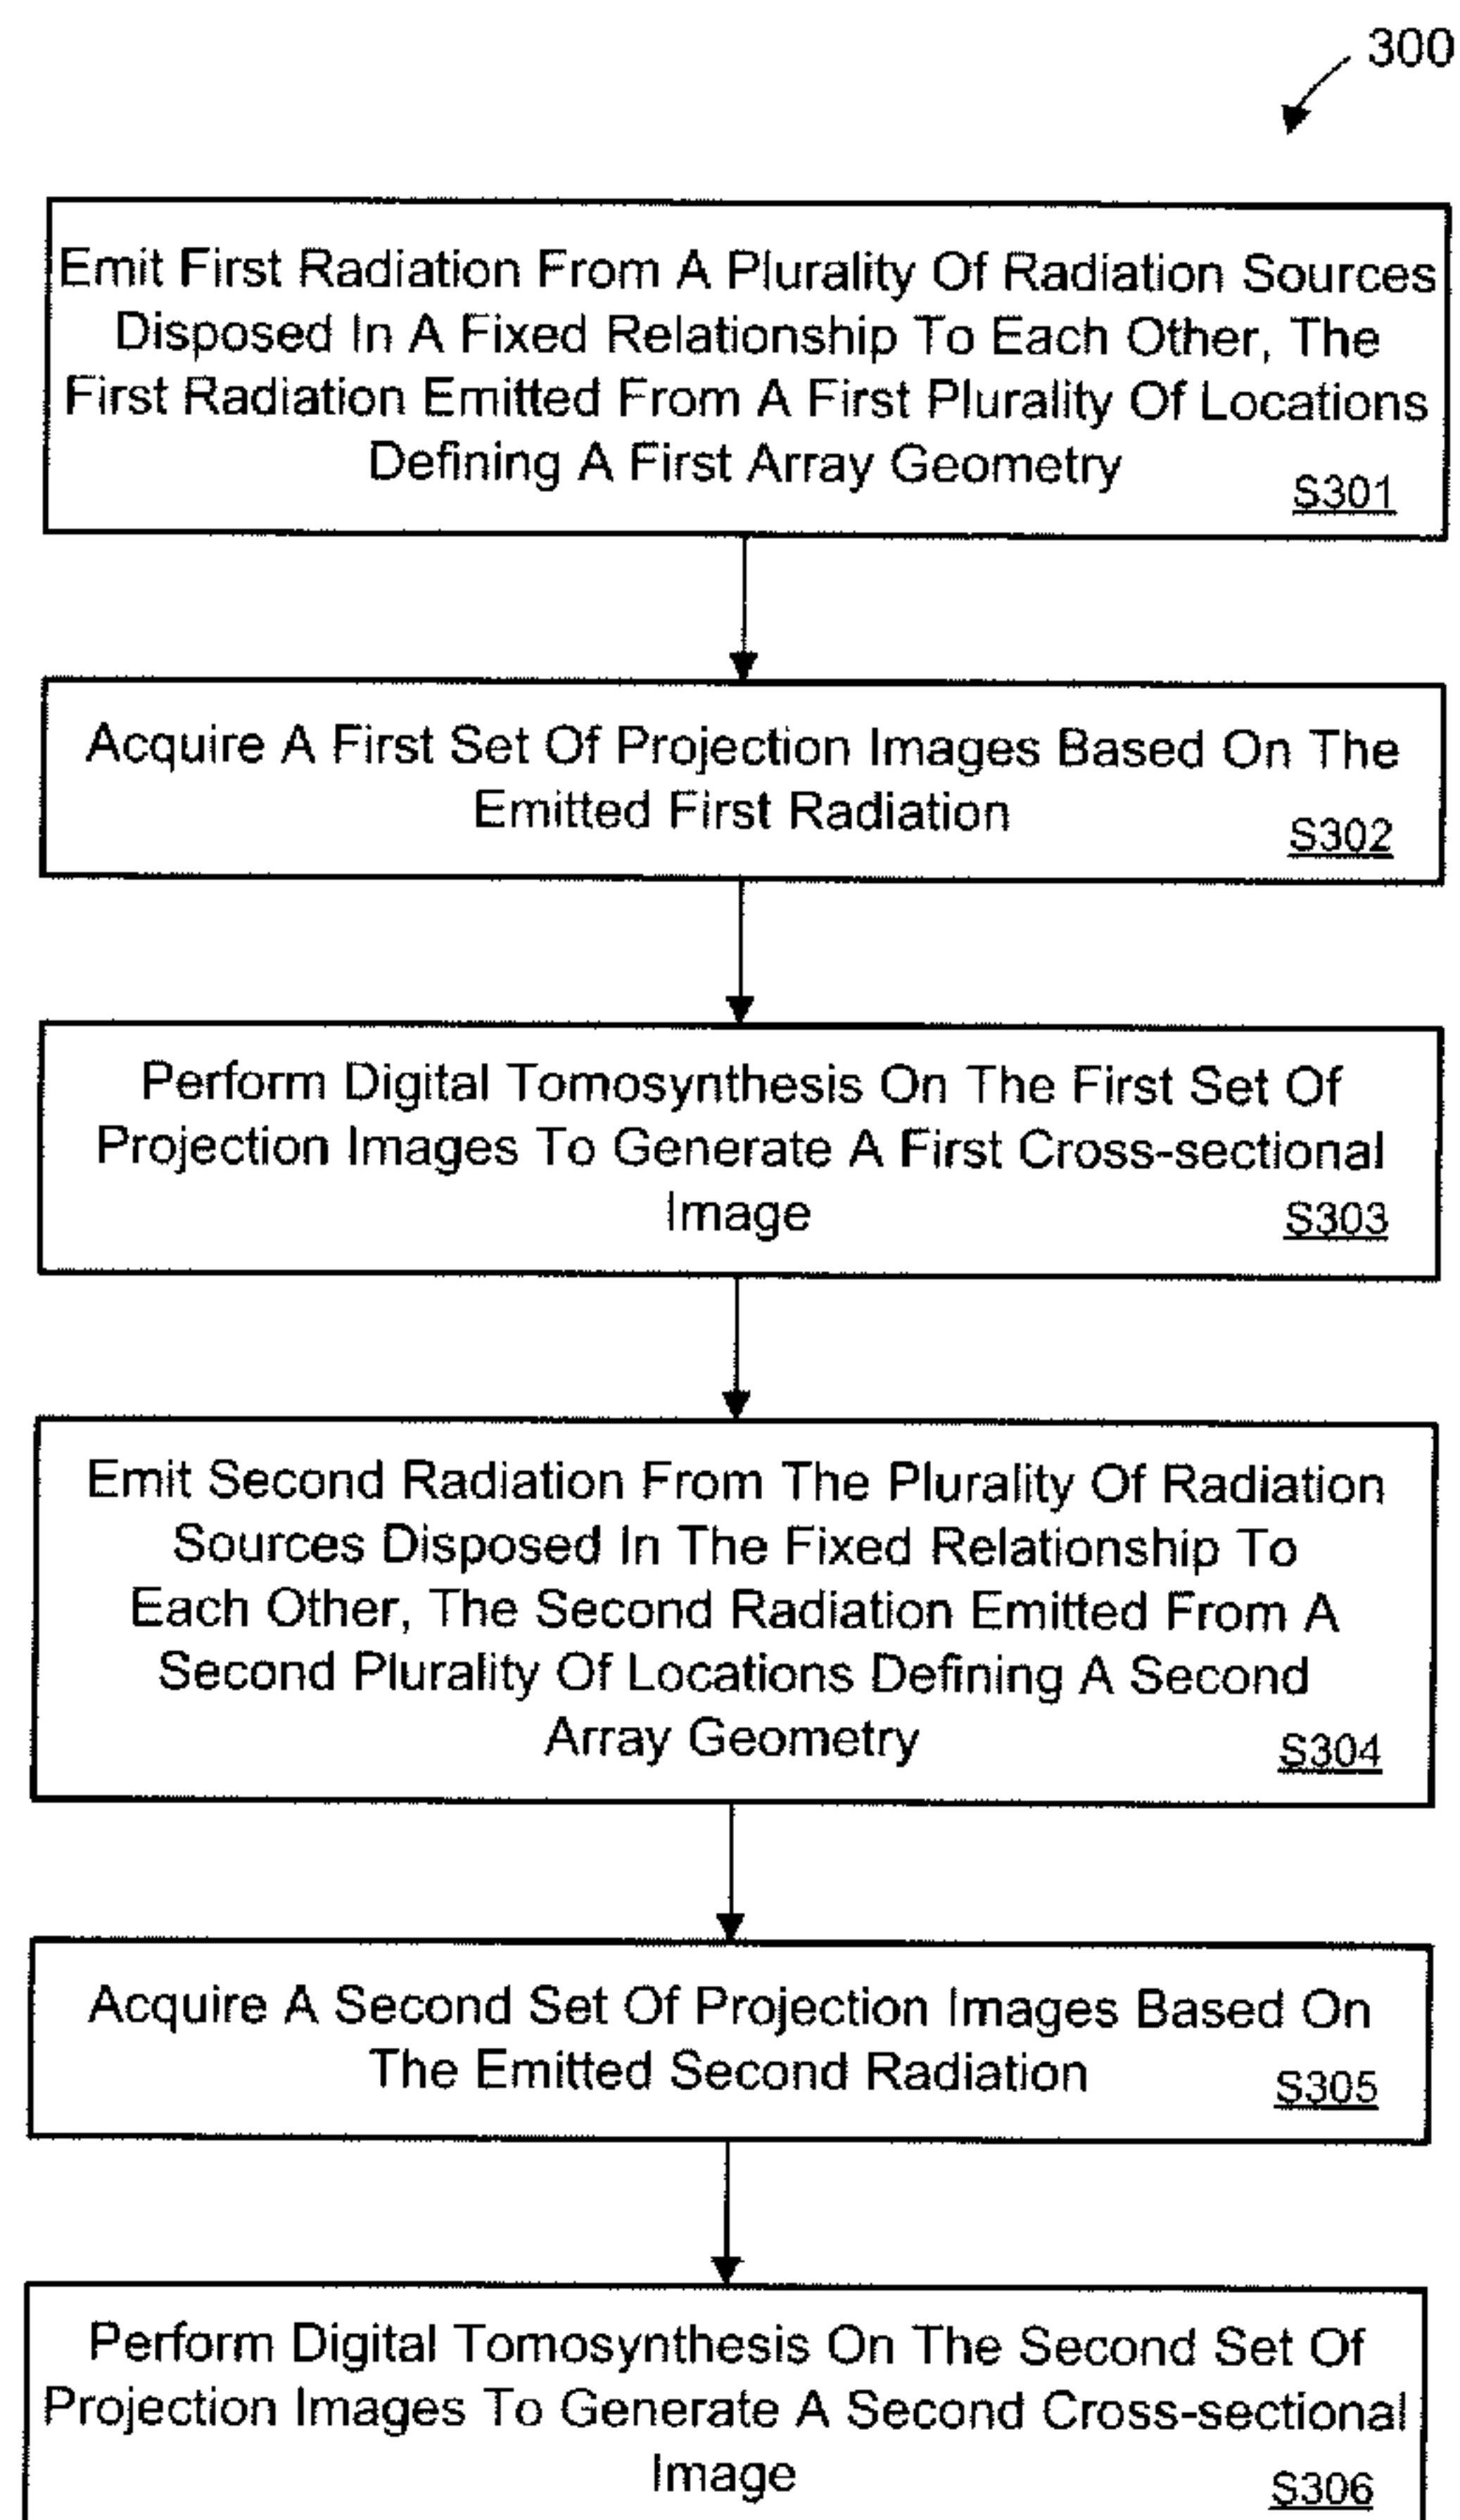 300
Emit First Radiation From A Plurality Of Radiation Sources
Disposed In A Fixed Relationship To Each Other, The
First Radiation Emitted From A First Plurality Of Locations
Defining A First Array Geometry
S301
Acquire A First Set Of Projection Images Based On The
Emitted First Radiation
S302
Perform Digital Tomosynthesis On The First Set Of
Projection Images To Generate A First Cross-sectional
Image
S303
Emit Second Radiation From The Plurality Of Radiation
Sources Disposed In The Fixed Relationship To
Each Other, The Second Radiation Emitted From A
Second Plurality Of Locations Defining A Second
Array Geometry
S304
Acquire A Second Set Of Projection Images Based On
The Emitted Second Radiation
S305
Perform Digital Tomosynthesis On The Second Set Of
Projection Images To Generate A Second Cross-sectional
Image
S306